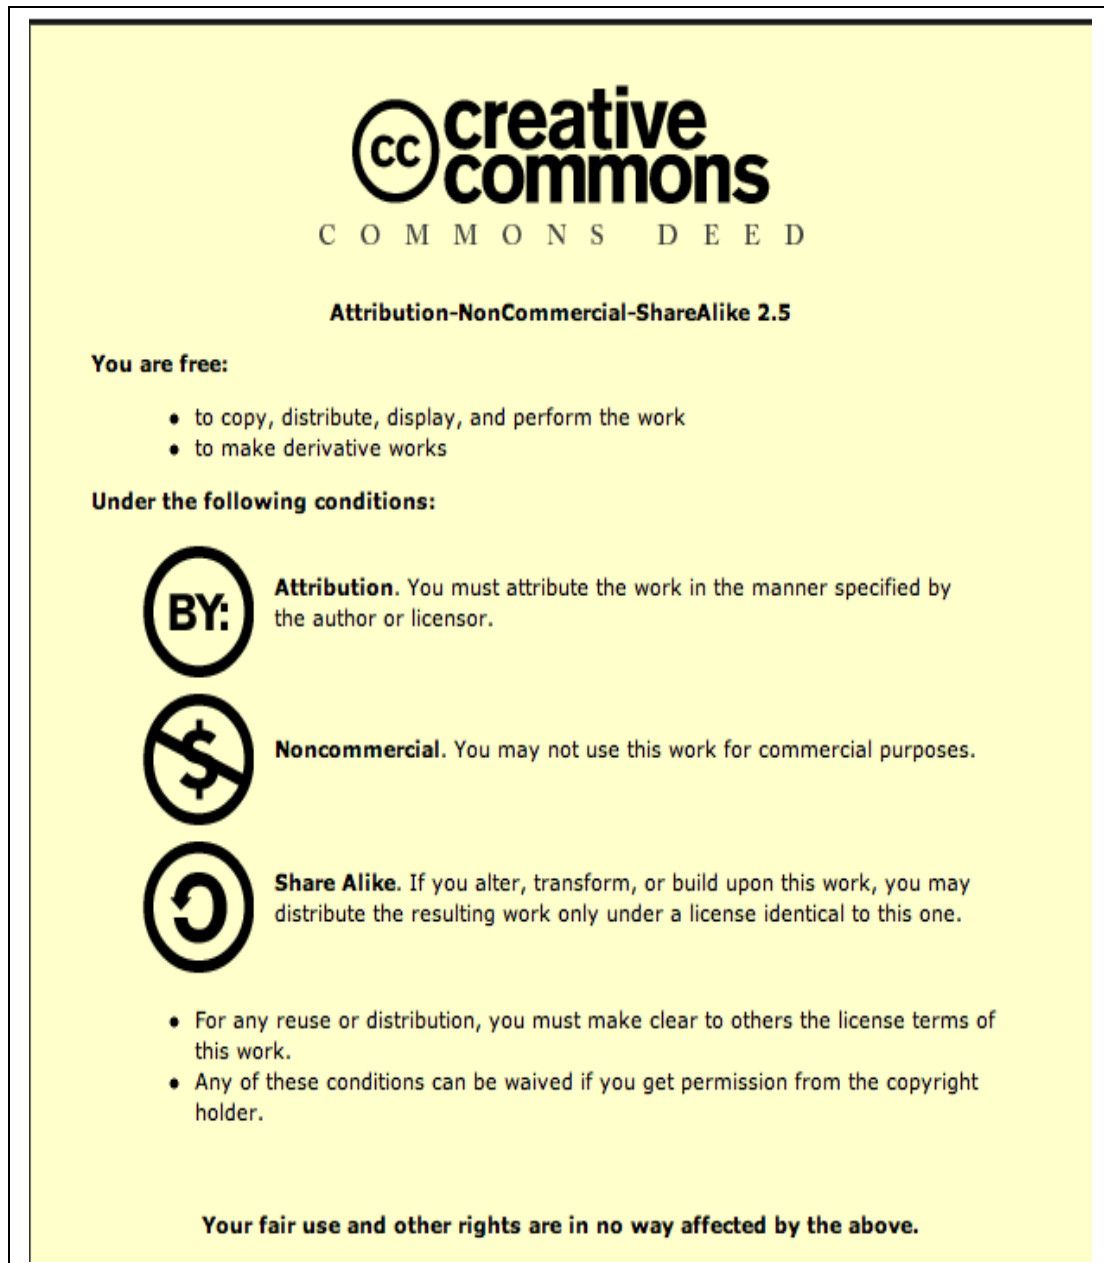 cc creative
commons
COMMONS DEED
Attribution-NonCommercial-ShareAlike 2.5
You are free:
• to copy, distribute, display, and perform the work
• to make derivative works
Under the following conditions:
BY:
Attribution. You must attribute the work in the manner specified by
the author or licensor.
$
Noncommercial. You may not use this work for commercial purposes.
Share Alike. If you alter, transform, or build upon this work, you may
distribute the resulting work only under a license identical to this one.
• For any reuse or distribution, you must make clear to others the license terms of
this work.
• Any of these conditions can be waived if you get permission from the copyright
holder.
Your fair use and other rights are in no way affected by the above.